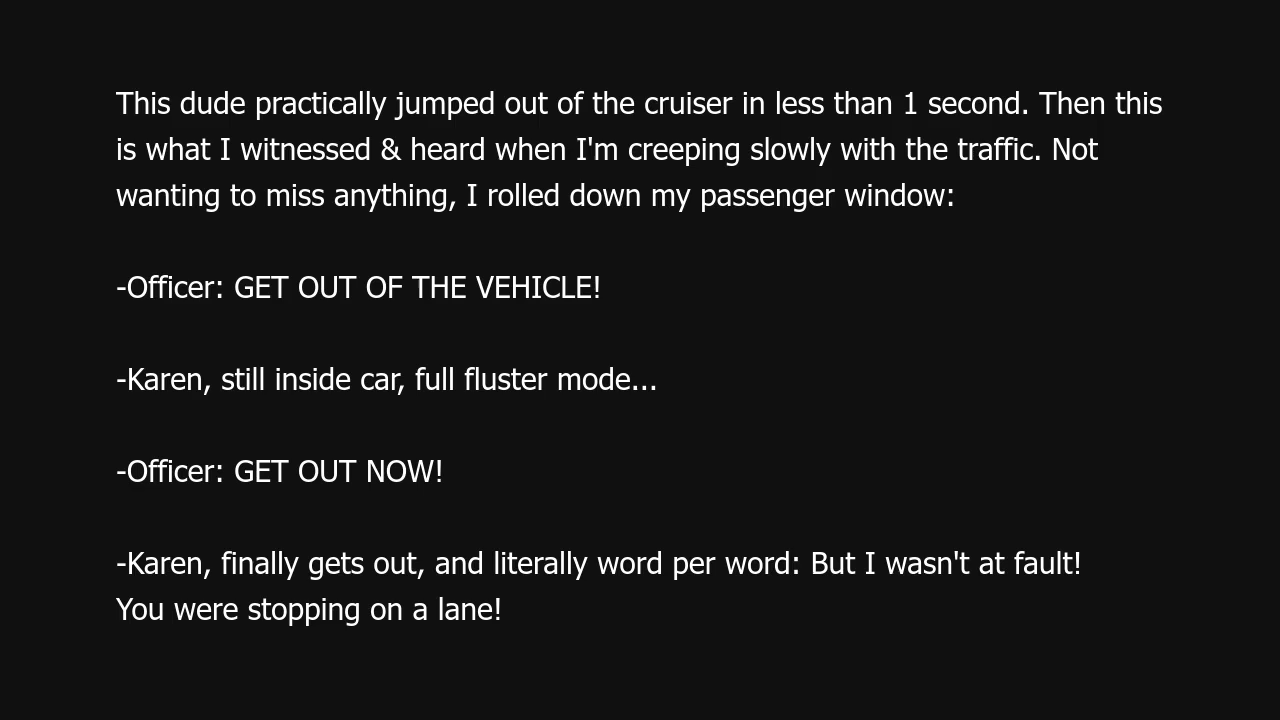 This dude practically jumped out of the cruiser in less than 1 second. Then this
is what I witnessed & heard when I'm creeping slowly with the traffic. Not
wanting to miss anything, I rolled down my passenger window:
-Officer: GET OUT OF THE VEHICLE!
-Karen, still inside car, full fluster mode...
-Officer: GET OUT NOW!
-Karen, finally gets out, and literally word per word: But I wasn't at fault!
You were stopping on a lane!